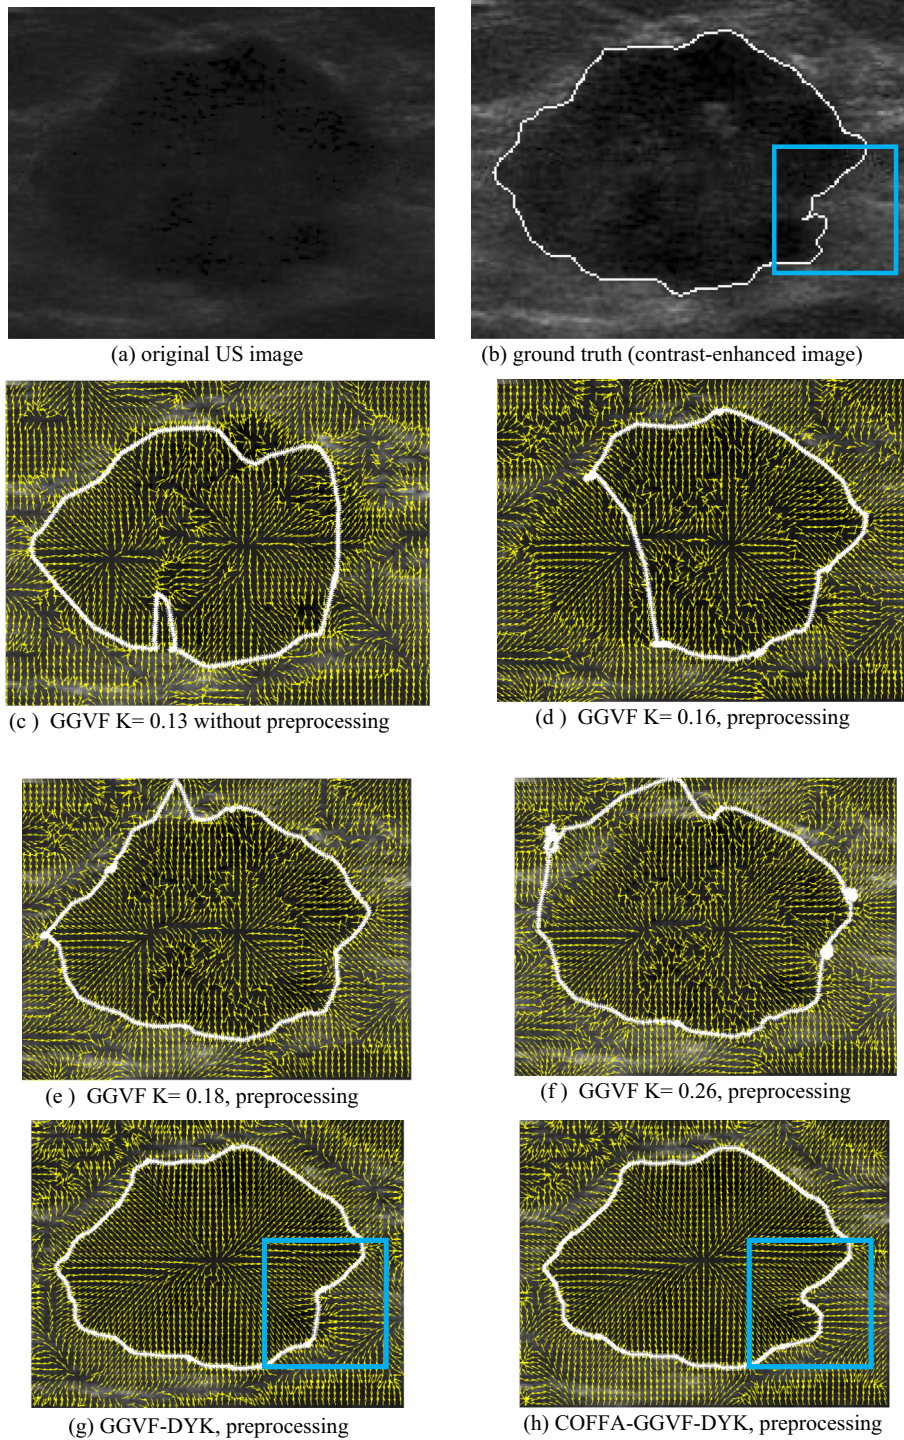 (a) original US image
(b) ground truth (contrast-enhanced image)
(c ) GGVF K= 0.13 without preprocessing
(d ) GGVF K= 0.16, preprocessing
(e ) GGVF K= 0.18, preprocessing
(f ) GGVF K= 0.26, preprocessing
(g) GGVF-DYK, preprocessing
(h) COFFA-GGVF-DYK, preprocessing